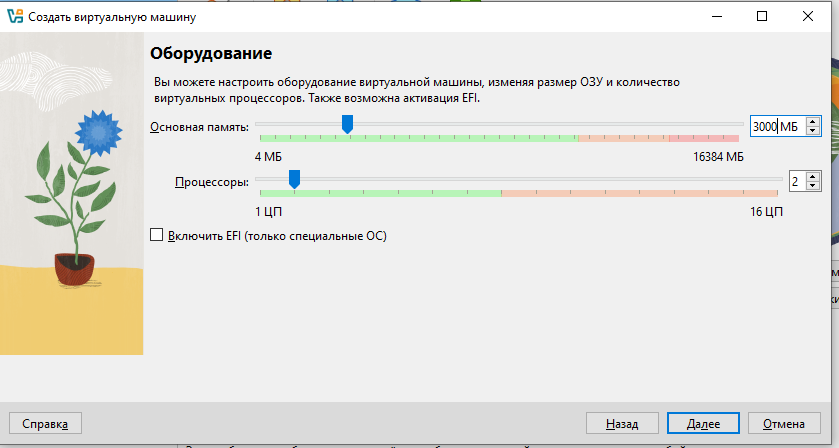 Создать виртуальную машину
Оборудование
Вы можете настроить оборудование виртуальной машины, изменяя размер ОЗУ и количество
виртуальных процессоров. Также возможна активация EFI.
Основная память:
3000 МБ
4 МБ
16384 МБ
Процессоры:
2
1 ЦП
16 ЦП
Включить EFI (только специальные ОС)
Справка
Назад
Далее
Отмена